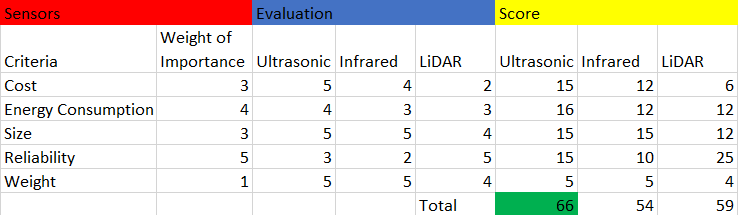 Sensors Evaluation Score
Weight of
Criteria Importance Ultrasonic Infrared LiDAR Ultrasonic Infrared LiDAR
Cost 3 5 4 2 15 12 6
Energy Consumption 4 4 3 3 16 12 12
Size 3 5 5 4 15 15 12
Reliability 5 3 2 5 15 10 25
Weight 1 5 5 4 5 5 4
Total 66 54 59